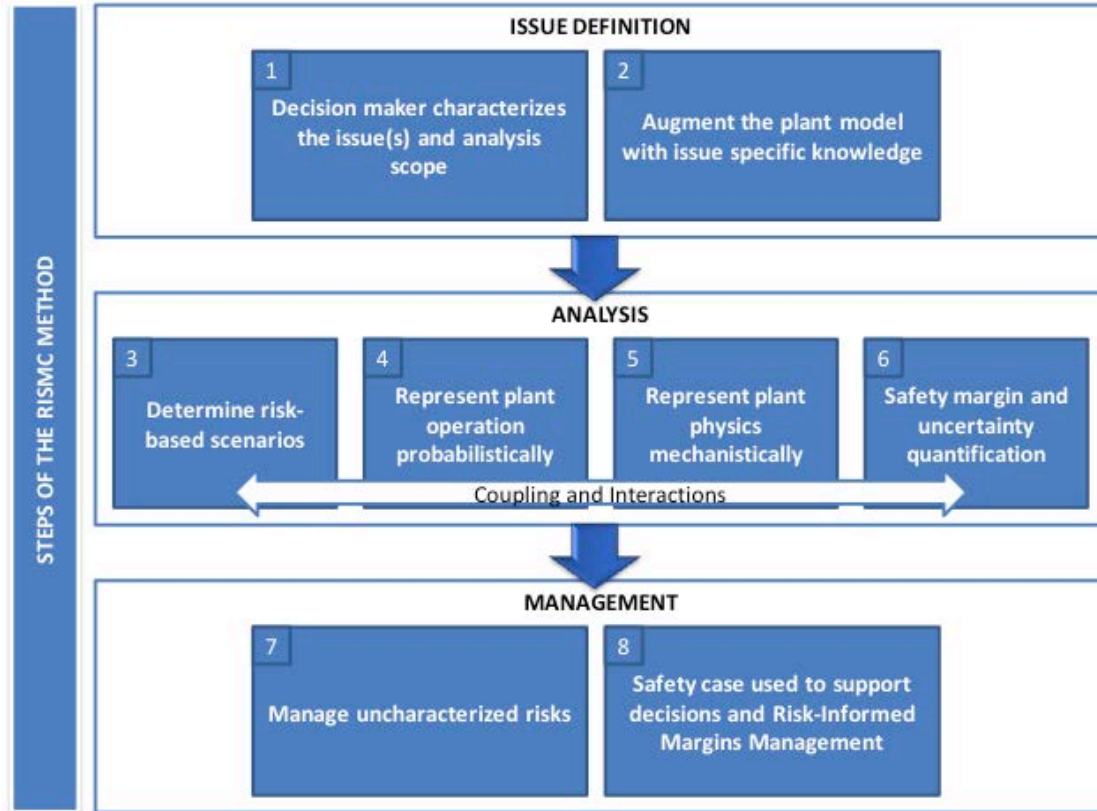 STEPS OF THE RISMC METHOD
ISSUE DEFINITION
1
Decision maker characterizes
the issue(s) and analysis
scope
2
Augment the plant model
with issue specific knowledge
ANALYSIS
3
Determine risk-
based scenarios
4
Represent plant
operation
probabilistically
5
Represent plant
physics
mechanistically
6
Safety margin and
uncertainty
quantification
Coupling and Interactions
MANAGEMENT
7
Manage uncharacterized risks
8
Safety case used to support
decisions and Risk-Informed
Margins Management